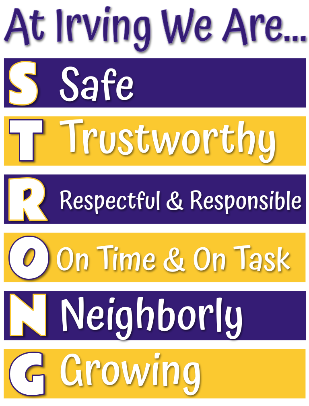 At Irving We Are...
S Safe
T Trustworthy
R Respectful & Responsible
O On Time & On Task
N Neighborly
G Growing